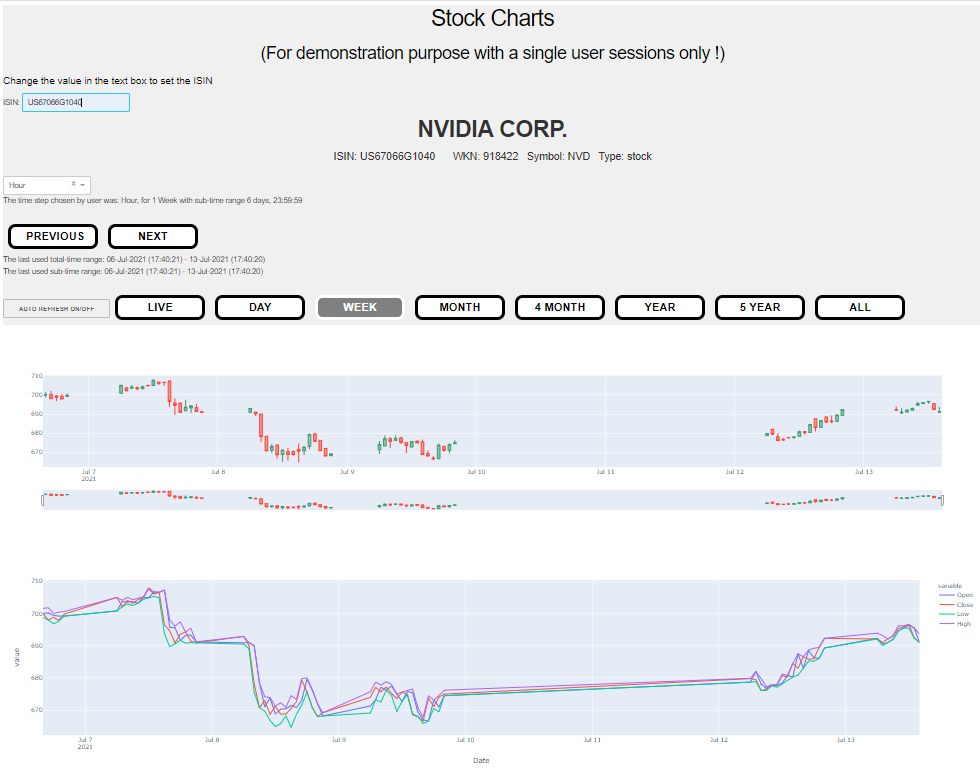 Stock Charts
(For demonstration purpose with a single user sessions only !)
Change the value in the text box to set the ISIN
ISIN: US67066G1040
NVIDIA CORP.
ISIN: US67066G1040 WKN: 918422 Symbol: NVD Type: stock
Hour
The time step chosen by user was: Hour, for 1 Week with sub-time range 6 days, 23:59:59
PREVIOUS NEXT
The last used total-time range: 06-Jul-2021 (17:40:21) - 13-Jul-2021 (17:40:20)
The last used sub-time range: 06-Jul-2021 (17:40:21) - 13-Jul-2021 (17:40:20)
AUTO REFRESH ON/OFF LIVE DAY WEEK MONTH 4 MONTH YEAR 5 YEAR ALL
710
700
690
680
670
Jul 7 Jul 8 Jul 9 Jul 10 Jul 11 Jul 12 Jul 13
2021
710
700
690
680
670
value
variable
Open
Close
Low
High
Jul 7 Jul 8 Jul 9 Jul 10 Jul 11 Jul 12 Jul 13
2021
Date